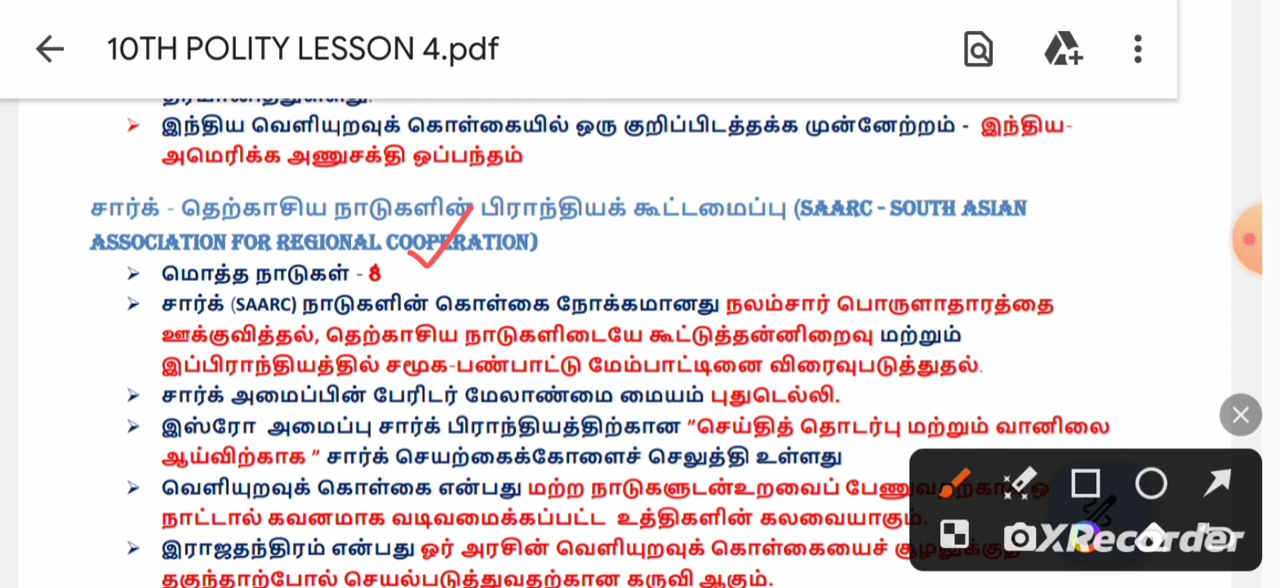 10TH POLITY LESSON 4.pdf
இந்திய வெளியுறவுக் கொள்கையில் ஒரு குறிப்பிடத்தக்க முன்னேற்றம் - இந்திய-
அமெரிக்க அணுசக்தி ஒப்பந்தம்
சார்க் - தெற்காசிய நாடுகளின் பிராந்தியக் கூட்டமைப்பு (SAARC - SOUTH ASIAN
ASSOCIATION FOR REGIONAL COOPERATION)
➢ மொத்த நாடுகள் - 8
➢ சார்க் (SAARC) நாடுகளின் கொள்கை நோக்கமானது நலம்சார் பொருளாதாரத்தை
ஊக்குவித்தல், தெற்காசிய நாடுகளிடையே கூட்டுத்தன்னிறைவு மற்றும்
இப்பிராந்தியத்தில் சமூக-பண்பாட்டு மேம்பாட்டினை விரைவுபடுத்துதல்.
➢ சார்க் அமைப்பின் பேரிடர் மேலாண்மை மையம் புதுடெல்லி.
➢ இஸ்ரோ அமைப்பு சார்க் பிராந்தியத்திற்கான "செய்தித் தொடர்பு மற்றும் வானிலை
ஆய்விற்காக " சார்க் செயற்கைக்கோளைச் செலுத்தி உள்ளது
➢ வெளியுறவுக் கொள்கை என்பது மற்ற நாடுகளுடன்உறவைப்
நாட்டால் கவனமாக வடிவமைக்கப்பட்ட உத்திகளின் கலவையாகும்.
➢ இராஜதந்திரம் என்பது ஓர் அரசின் வெளியுறவுக் கொள்கையைச்
தகுந்தாற்போல் செயல்படுத்துவதற்கான கருவி ஆகும்.
XRecorder